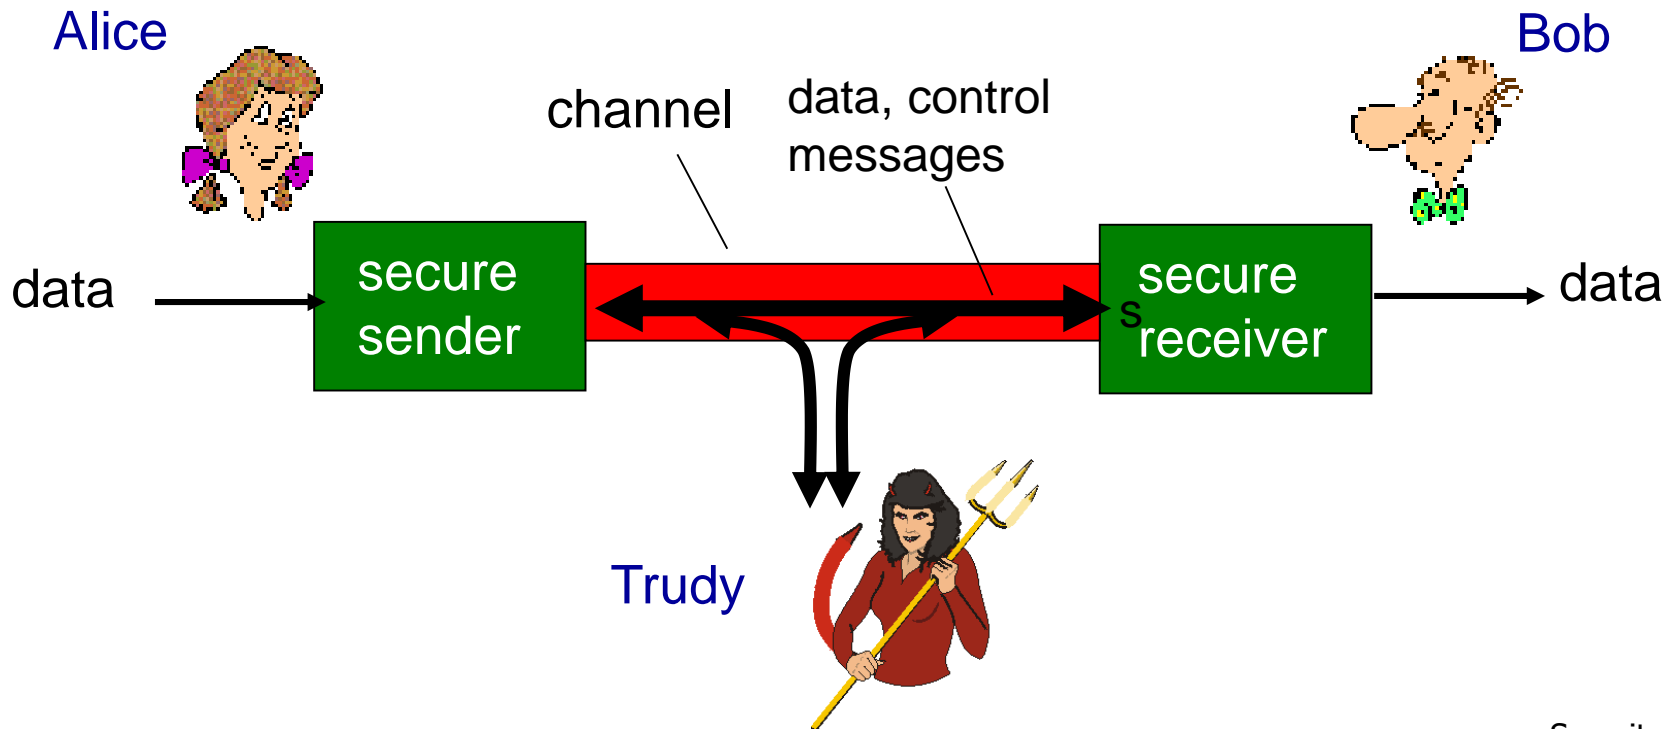 Alice
Bob
channel
data, control
messages
data
secure
sender
s
secure
receiver
data
Trudy